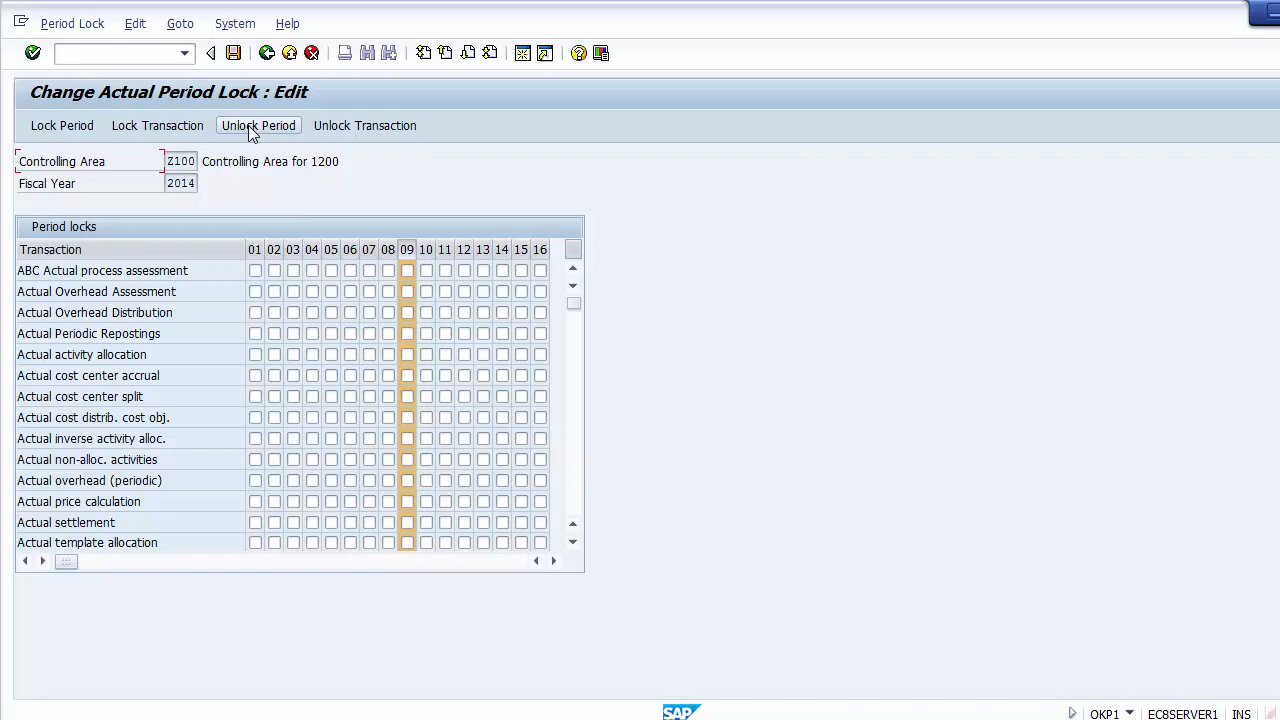 Period Lock Edit Goto System Help
Change Actual Period Lock : Edit
Lock Period Lock Transaction Unlock Period Unlock Transaction
Controlling Area Z100 Controlling Area for 1200
Fiscal Year 2014
Period locks
Transaction 01 02 03 04 05 06 07 08 09 10 11 12 13 14 15 16
ABC Actual process assessment
Actual Overhead Assessment
Actual Overhead Distribution
Actual Periodic Repostings
Actual activity allocation
Actual cost center accrual
Actual cost center split
Actual cost distrib. cost obj.
Actual inverse activity alloc.
Actual non-alloc. activities
Actual overhead (periodic)
Actual price calculation
Actual settlement
Actual template allocation
SAP OKP1 EC8SERVER1 INS